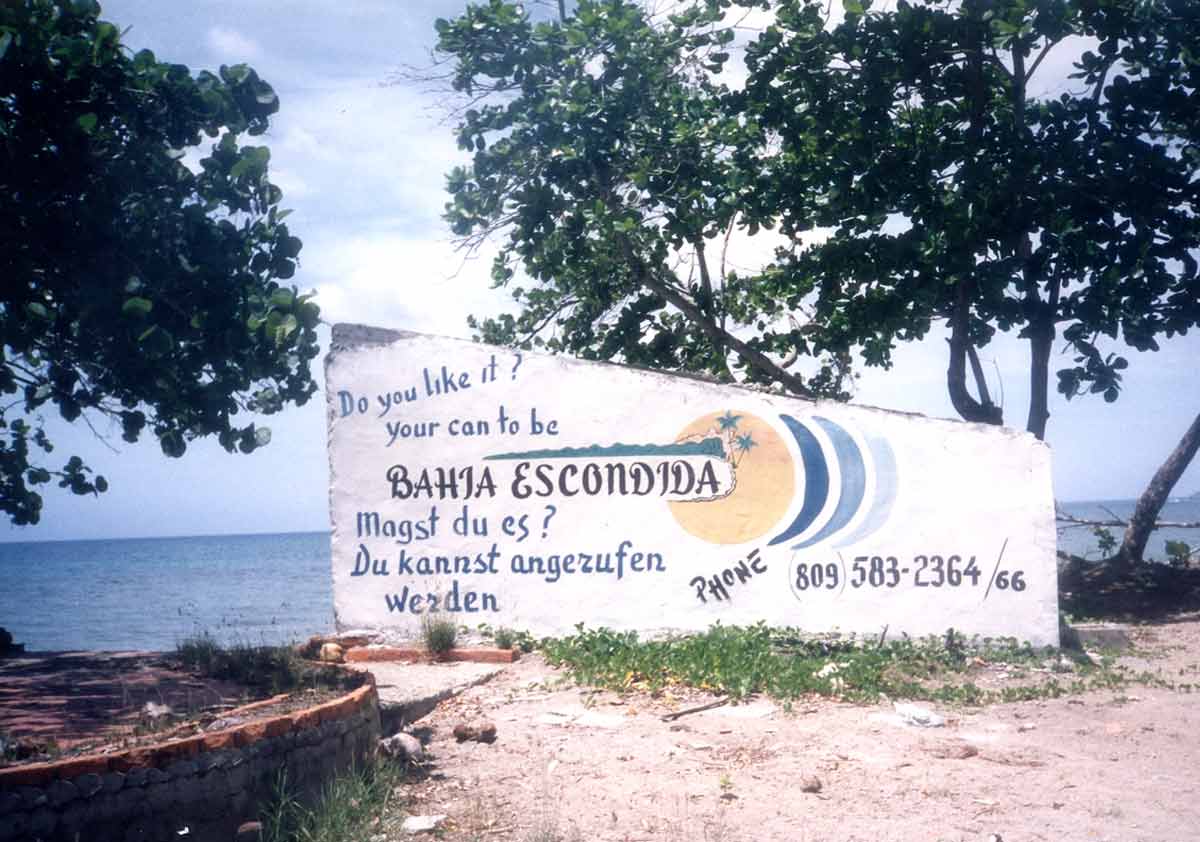 Do you like it?
your can to be
BAHIA ESCONDIDA
Magst du es?
Du kannst angerufen
werden
PHONE (809) 583-2364/66